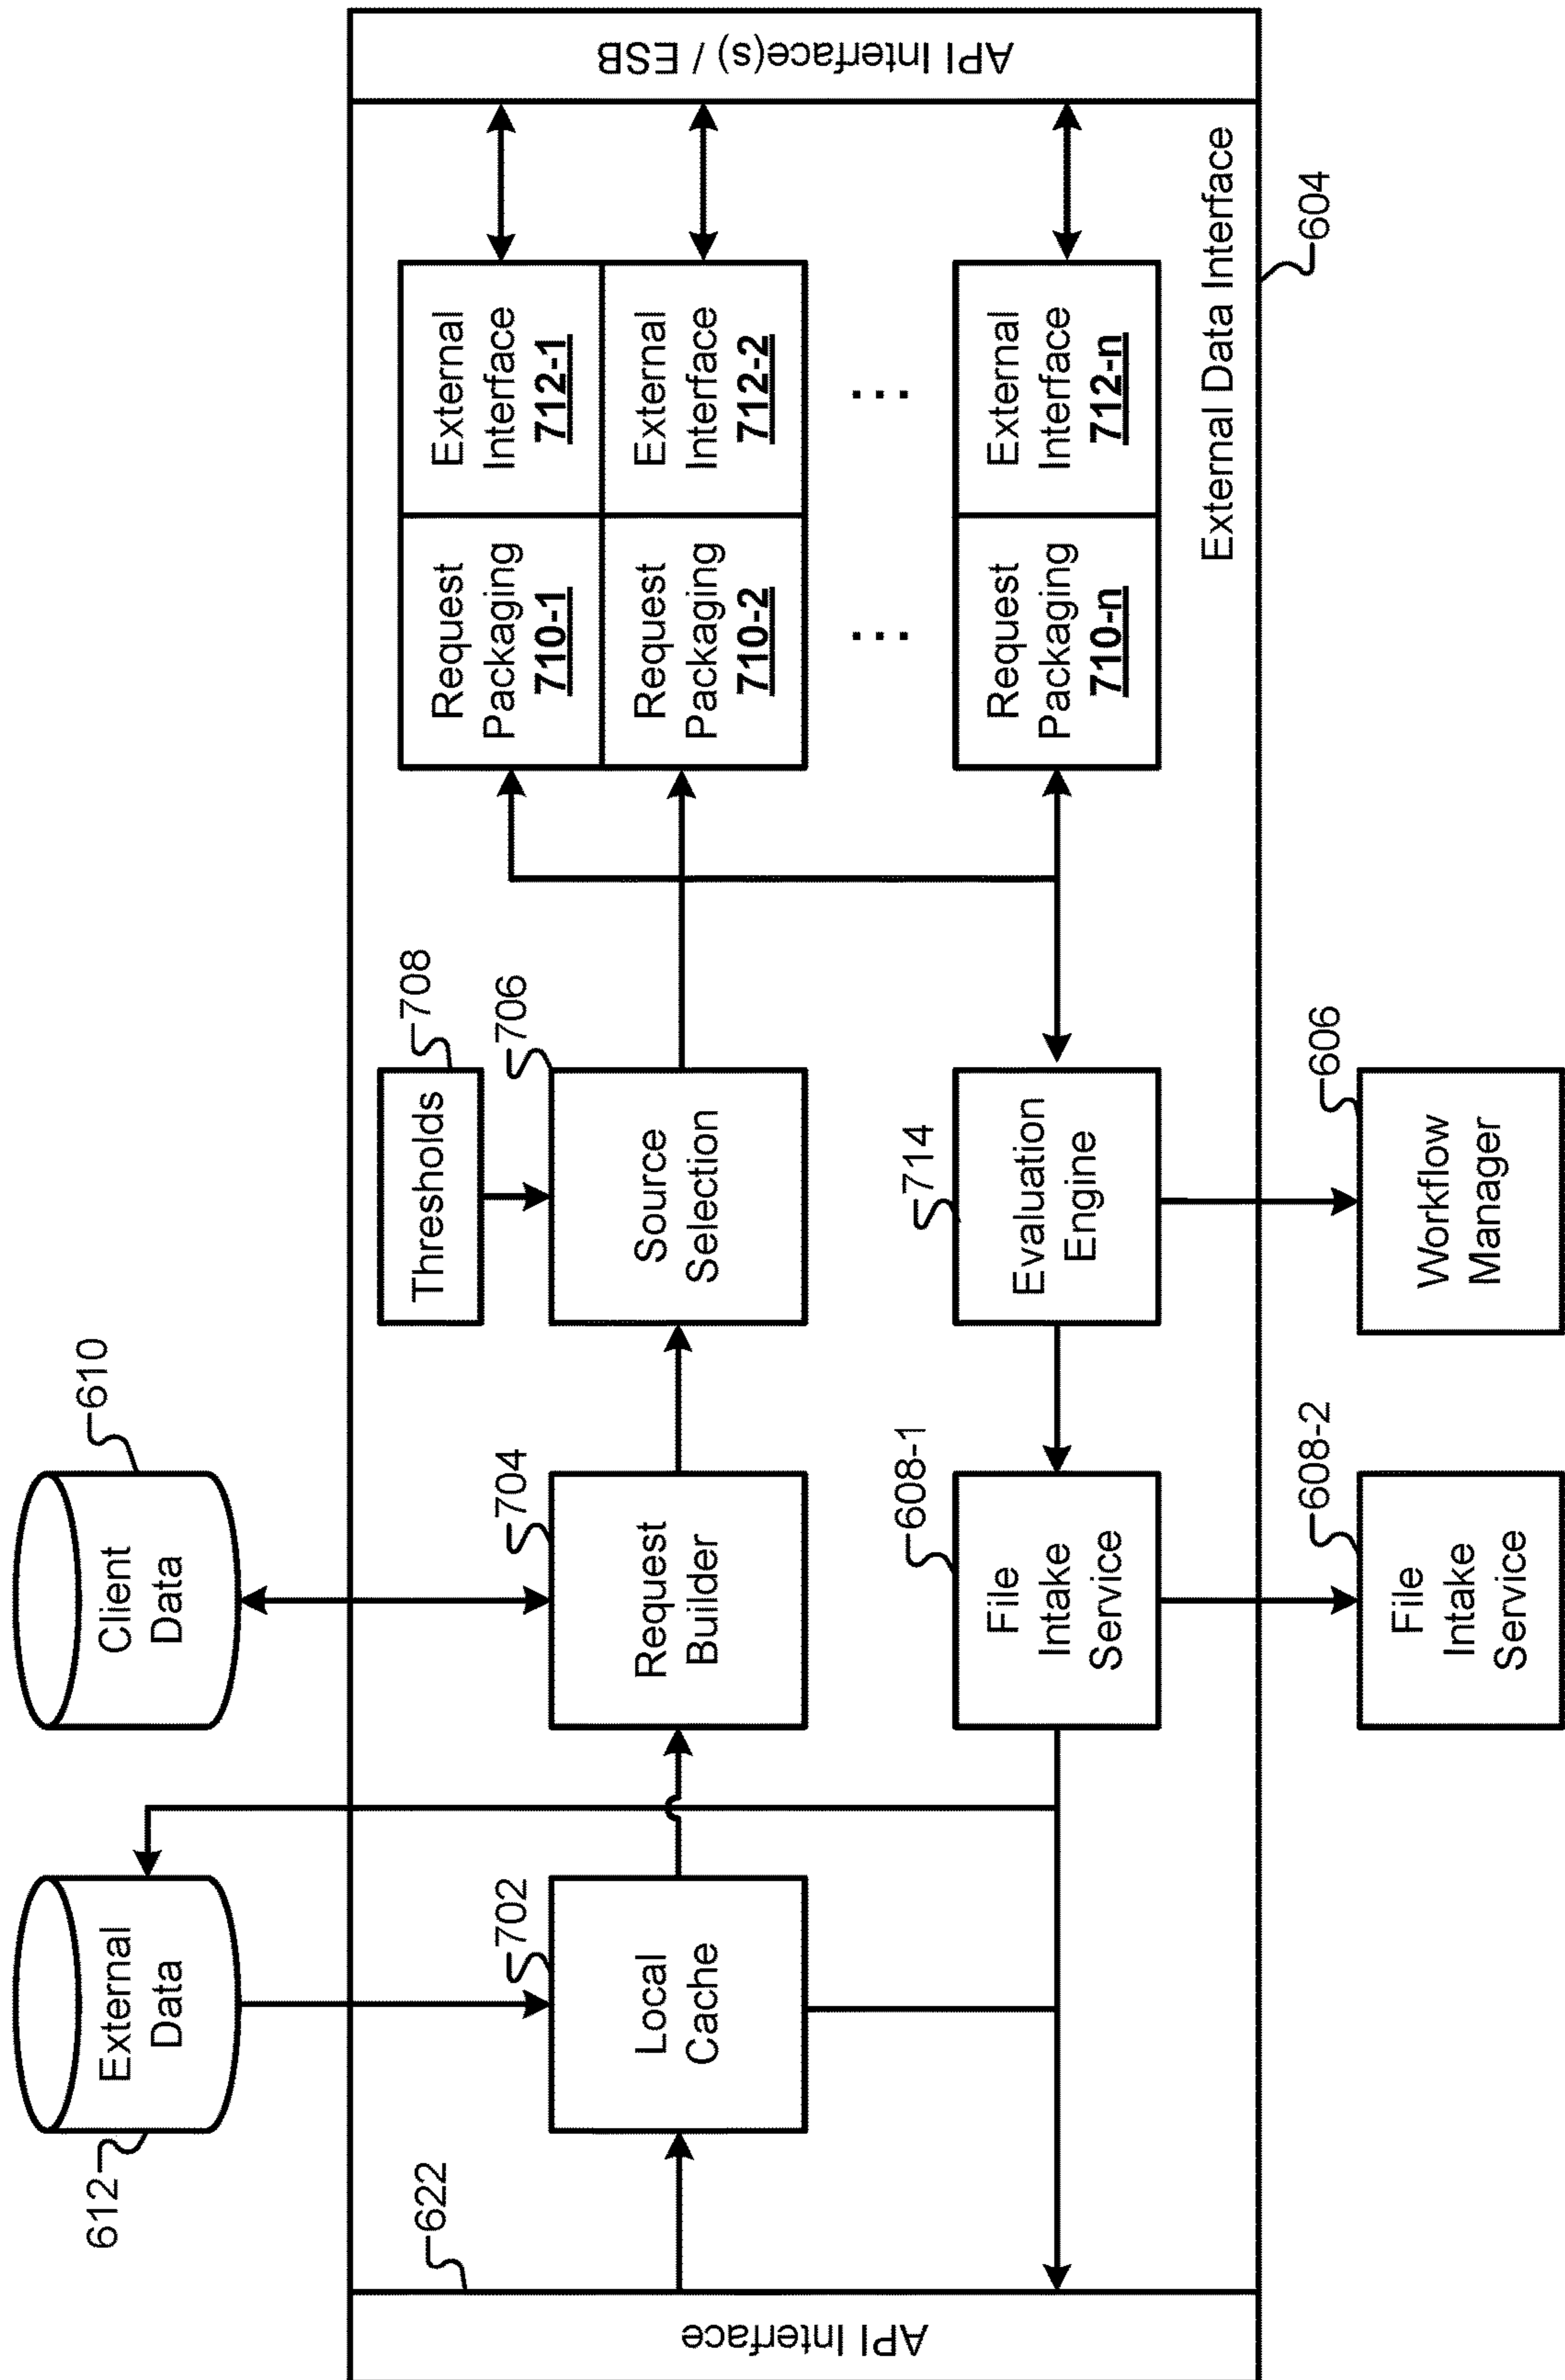 External
Data
612
Client
Data
610
API Interface
622
Local
Cache
702
Request
Builder
704
Thresholds
708
Source
Selection
706
Request
Packaging
710-1
External
Interface
712-1
Request
Packaging
710-2
External
Interface
712-2
...
...
Request
Packaging
710-n
External
Interface
712-n
API Interface(s) / ESB
File
Intake
Service
608-1
Evaluation
Engine
714
External Data Interface
604
File
Intake
Service
608-2
Workflow
Manager
606